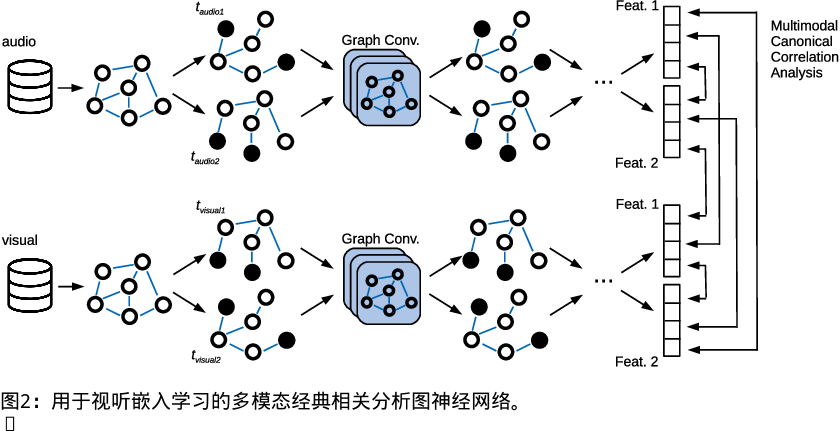 audio
t_audio1
Graph Conv.
t_audio2
Feat. 1
Feat. 2
Multimodal
Canonical
Correlation
Analysis
...
visual
t_visual1
Graph Conv.
t_visual2
Feat. 1
Feat. 2
...
图2：用于视听嵌入学习的多模态经典相关分析图神经网络。